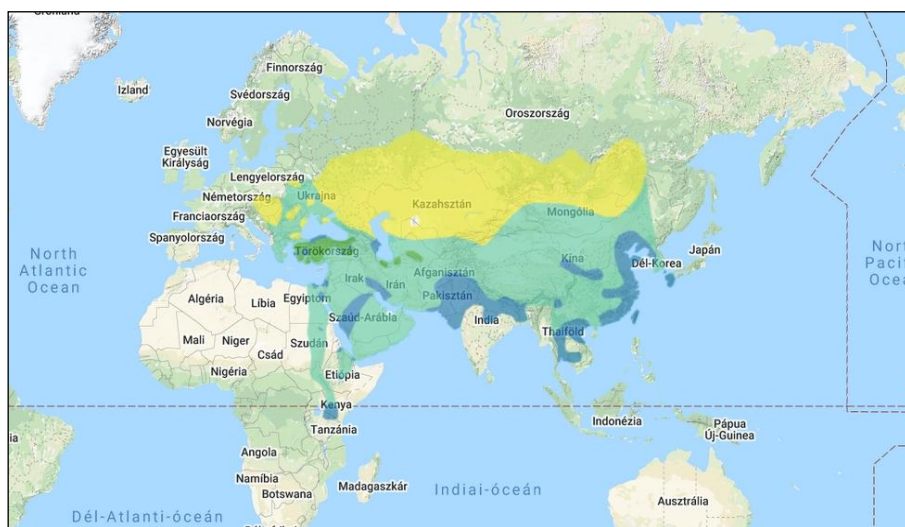 Grönland
Finnország
Izland
Svédország
Oroszország
Norvégia
Egyesült
Királyság
Lengyelország
Németország
Ukrajna
Kazahsztán
Franciaország
Mongólia
Spanyolország
Törökország
Japán
North
Atlantic
Ocean
Dél-Korea
Kína
Afganisztán
Irak
Irán
Algéria
Líbia
Egyiptom
Pakisztán
Szaúd-Arábia
India
Mali
Niger
Szudán
Thaiföld
Csád
Nigéria
Etiópia
Kenya
Tanzánia
Indonézia
Pápua
Új-Guinea
Angola
Namíbia
Botswana
Madagaszkár
Indiai-óceán
Ausztrália
Dél-Atlanti-óceán